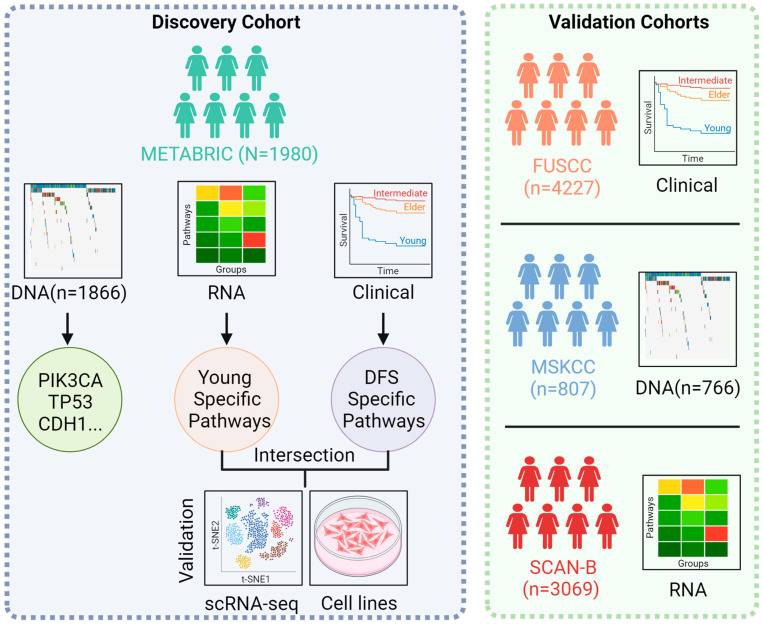 Discovery Cohort
METABRIC (N=1980)
DNA(n=1866)
Pathways
Groups
RNA
Survival
Intermediate
Elder
Young
Time
Clinical
PIK3CA
TP53
CDH1...
Young
Specific
Pathways
DFS
Specific
Pathways
Intersection
Validation
t-SNE2
t-SNE1
scRNA-seq
Cell lines
Validation Cohorts
FUSCC
(n=4227)
Survival
Intermediate
Elder
Young
Time
Clinical
MSKCC
(n=807)
DNA(n=766)
SCAN-B
(n=3069)
Pathways
Groups
RNA